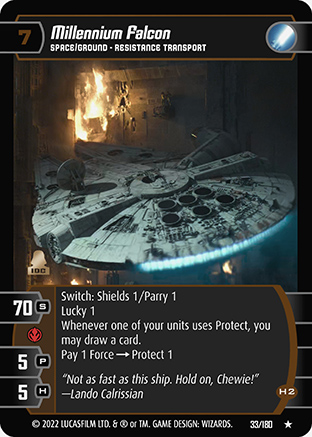 7
Millennium Falcon
SPACE/GROUND - RESISTANCE TRANSPORT
IDC
70 S
5 P
5 H
Switch: Shields 1/Parry 1
Lucky 1
Whenever one of your units uses Protect, you
may draw a card.
Pay 1 Force → Protect 1
“Not as fast as this ship. Hold on, Chewie!”
—Lando Calrissian
H2
© 2022 LUCASFILM LTD. & ® or TM. GAME DESIGN: WIZARDS. 33/180 ★